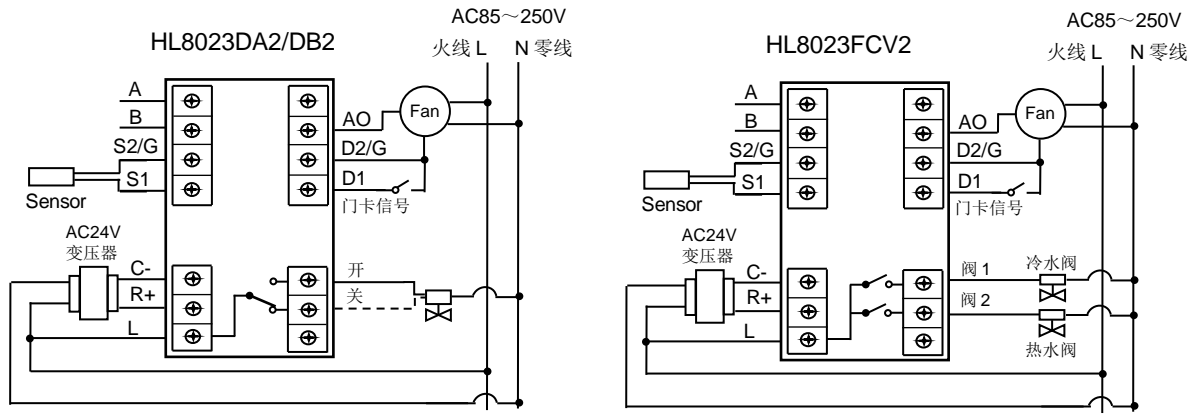 HL8023DA2/DB2
AC85～250V
火线 L
N 零线
A
B
S2/G
S1
Sensor
AO
D2/G
D1
Fan
门卡信号
AC24V
变压器
C-
R+
L
开
关
HL8023FCV2
AC85～250V
火线 L
N 零线
A
B
S2/G
S1
Sensor
AO
D2/G
D1
Fan
门卡信号
AC24V
变压器
C-
R+
L
阀 1
冷水阀
阀 2
热水阀